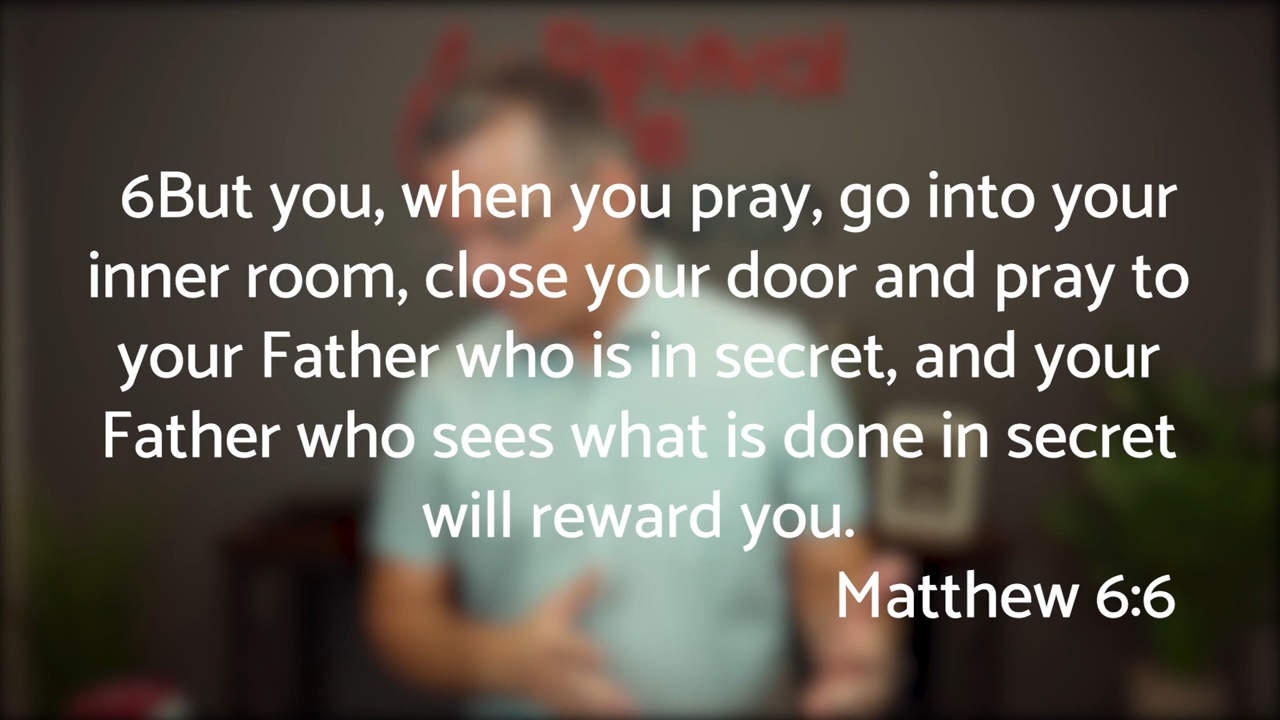 Revival
6But you, when you pray, go into your
inner room, close your door and pray to
your Father who is in secret, and your
Father who sees what is done in secret
will reward you.
Matthew 6:6